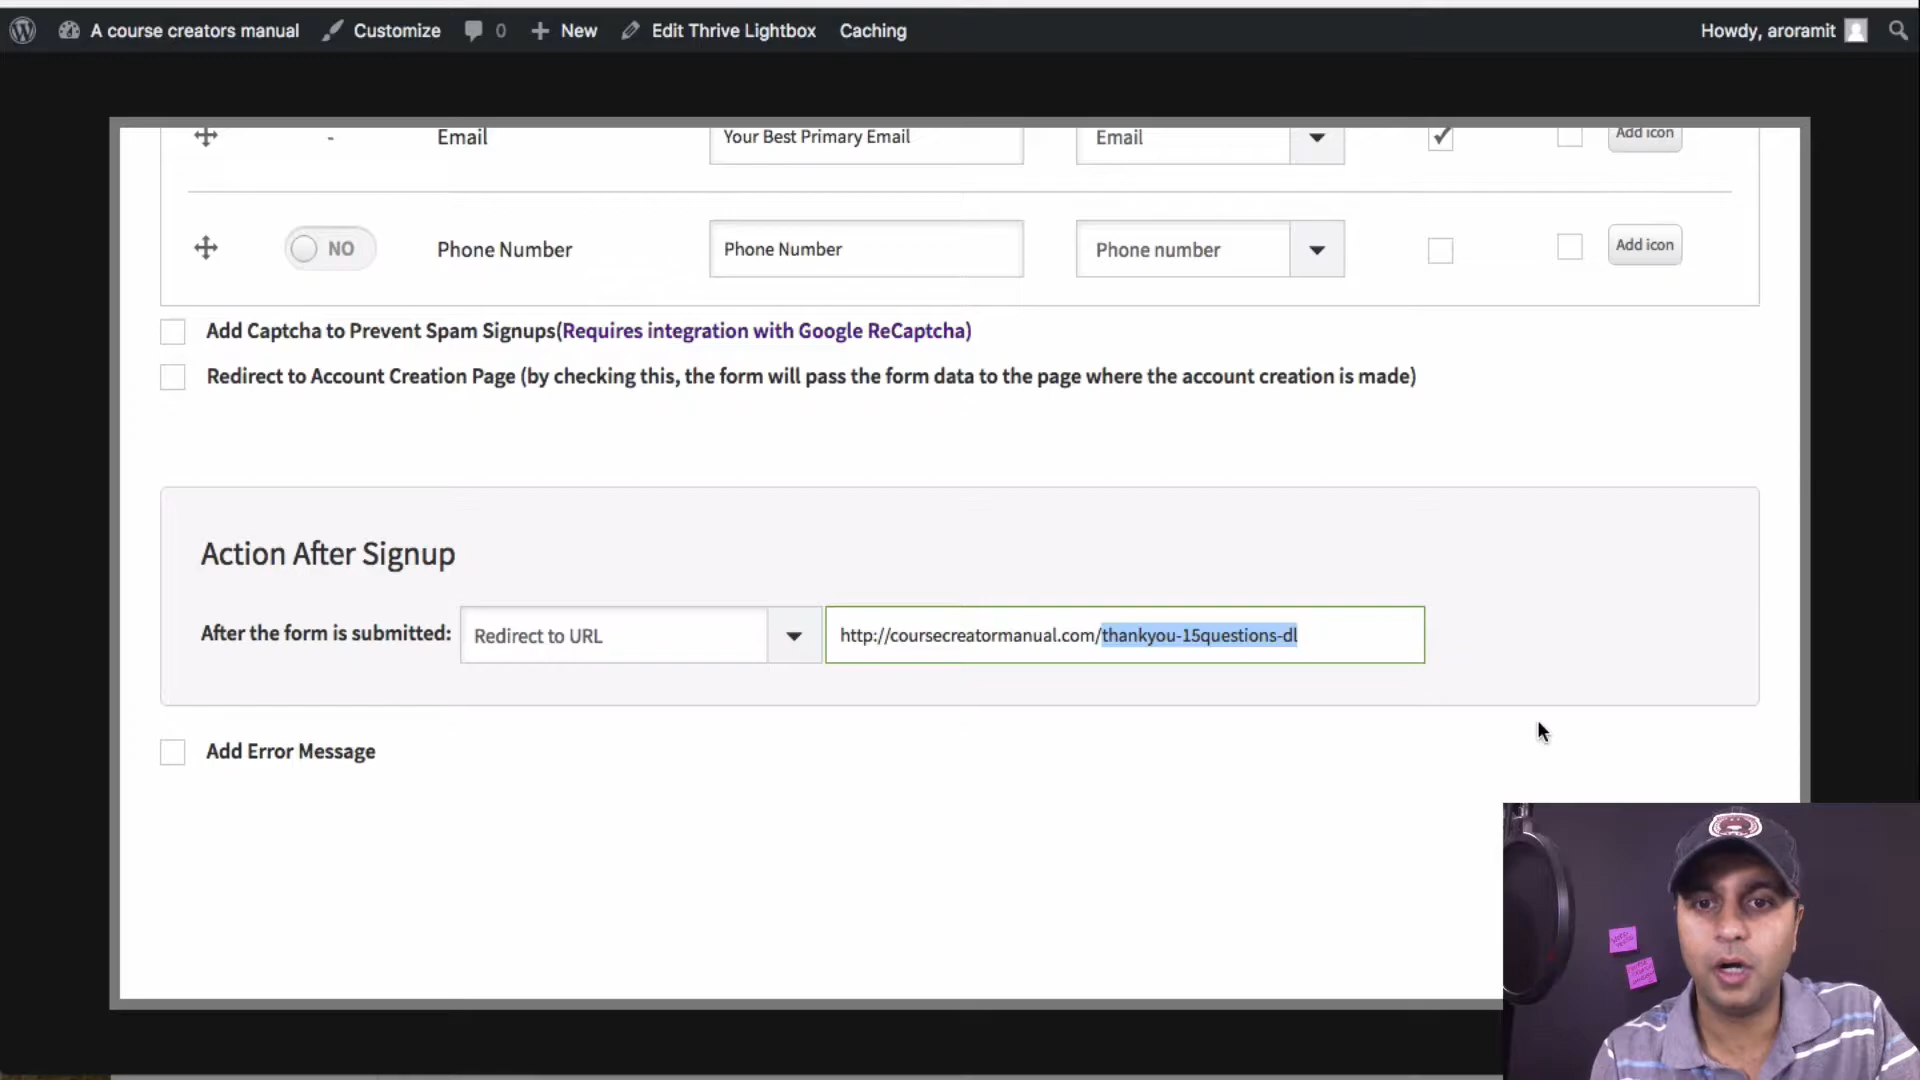 A course creators manual Customize 0 New Edit Thrive Lightbox Caching Howdy, aroramit
- Email Your Best Primary Email Email Add icon
NO Phone Number Phone Number Phone number Add icon
Add Captcha to Prevent Spam Signups(Requires integration with Google ReCaptcha)
Redirect to Account Creation Page (by checking this, the form will pass the form data to the page where the account creation is made)
Action After Signup
After the form is submitted: Redirect to URL http://coursecreatormanual.com/thankyou-15questions-dl
Add Error Message